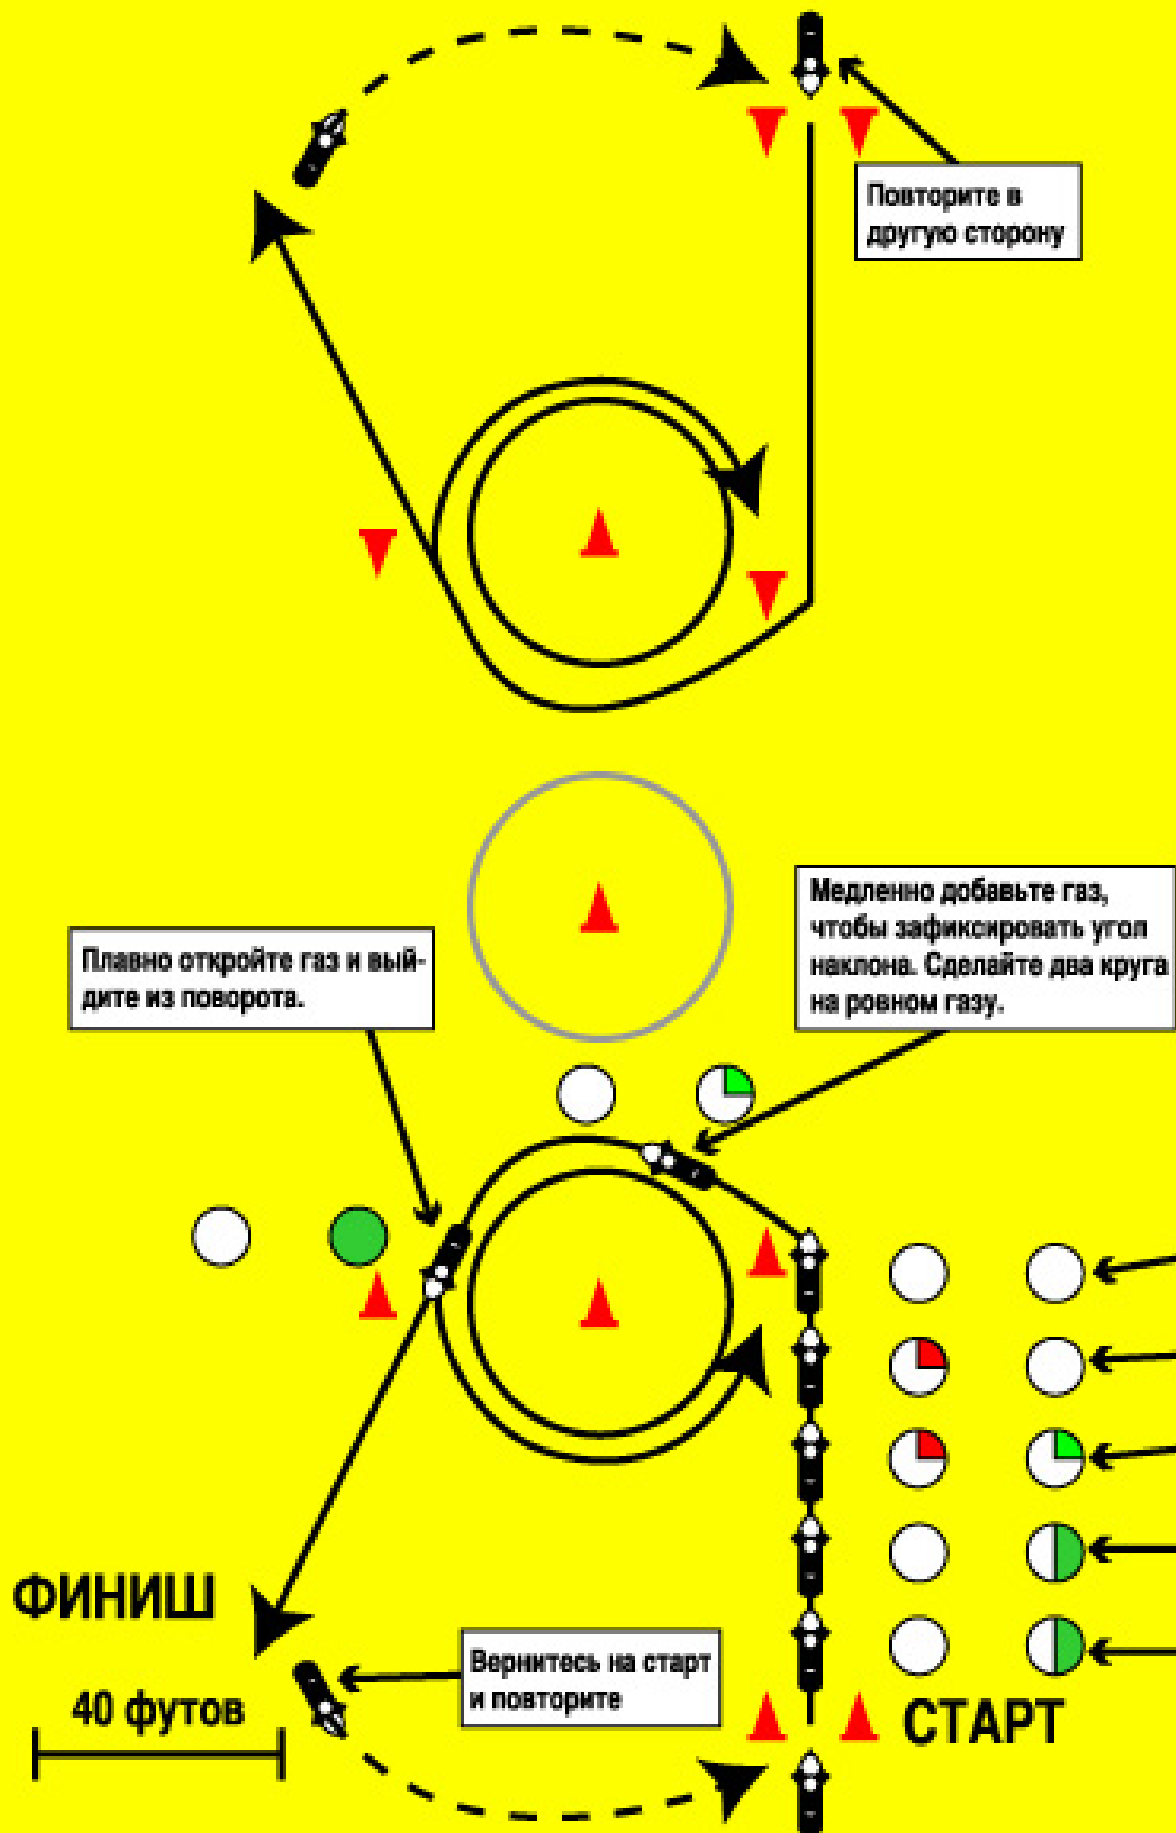 Повторите в
другую сторону
Медленно добавьте газ,
чтобы зафиксировать угол
наклона. Сделайте два круга
на ровном газу.
Плавно откройте газ и вый-
дите из поворота.
ФИНИШ
Вернитесь на старт
и повторите
40 футов
СТАРТ